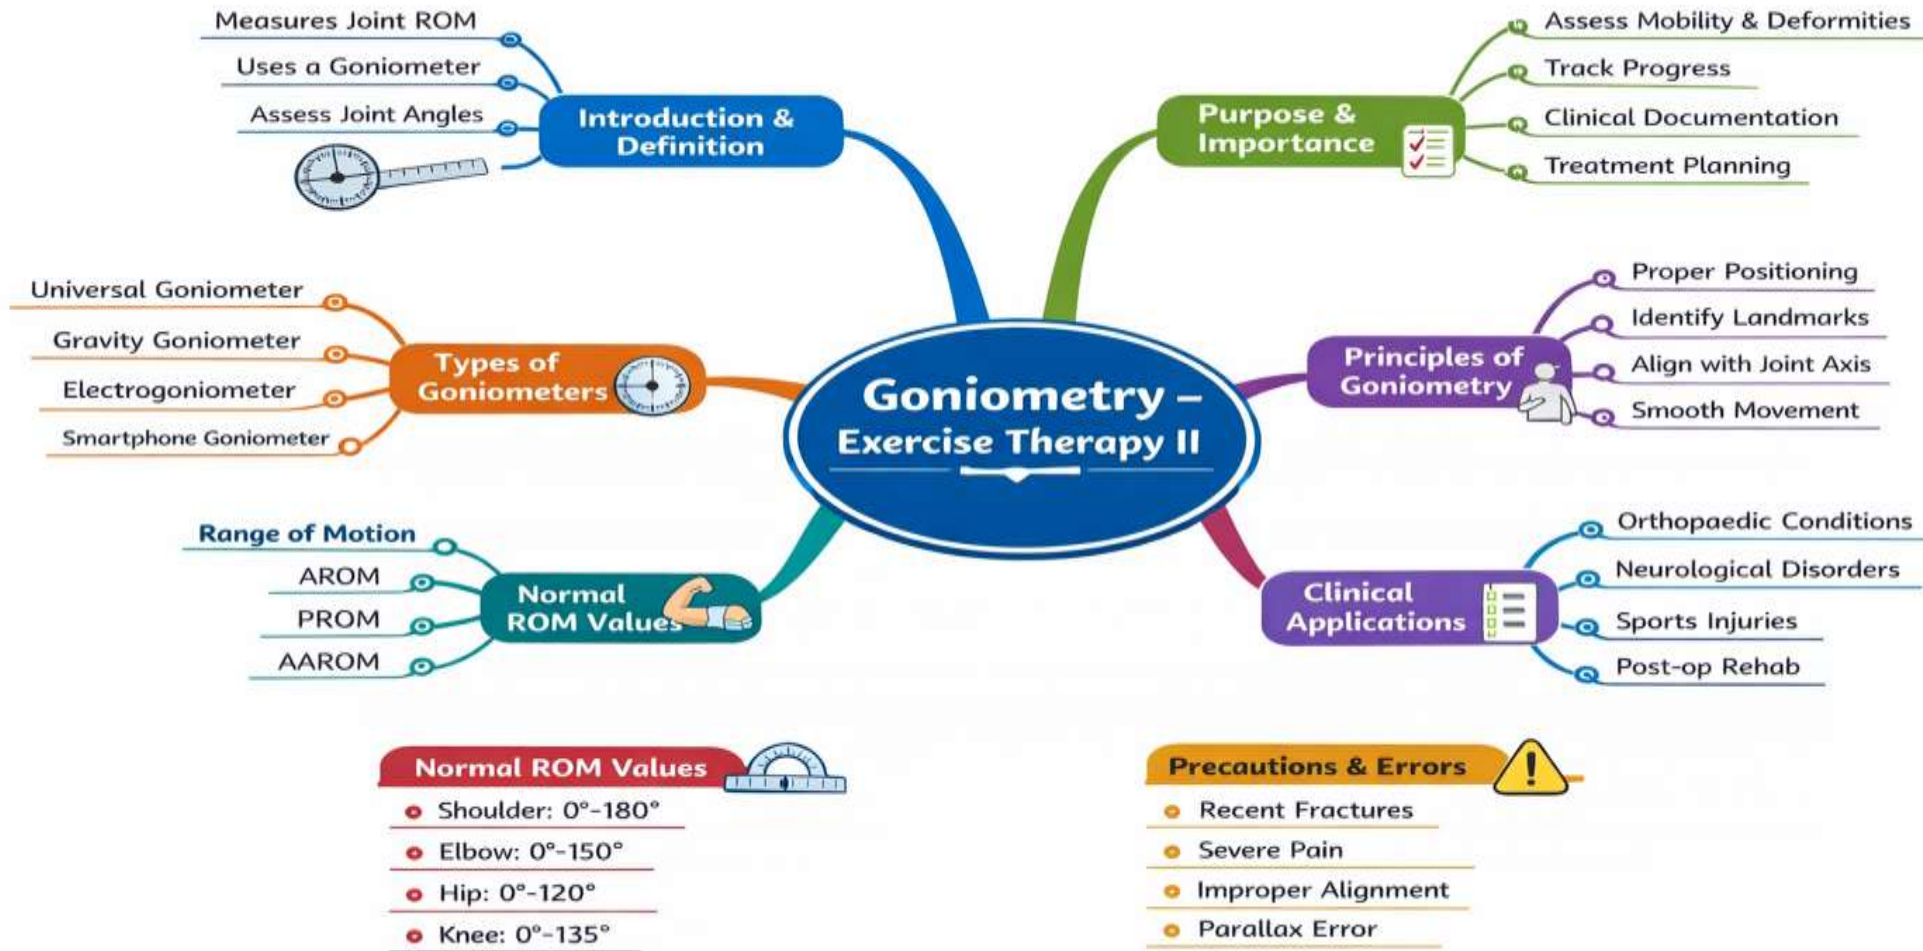 Goniometry –
Exercise Therapy II
Introduction &
Definition
Measures Joint ROM
Uses a Goniometer
Assess Joint Angles
Purpose &
Importance
Assess Mobility & Deformities
Track Progress
Clinical Documentation
Treatment Planning
Types of
Goniometers
Universal Goniometer
Gravity Goniometer
Electrogoniometer
Smartphone Goniometer
Principles of
Goniometry
Proper Positioning
Identify Landmarks
Align with Joint Axis
Smooth Movement
Normal
ROM Values
Range of Motion
AROM
PROM
AAROM
Clinical
Applications
Orthopaedic Conditions
Neurological Disorders
Sports Injuries
Post-op Rehab
Normal ROM Values
Shoulder: 0°-180°
Elbow: 0°-150°
Hip: 0°-120°
Knee: 0°-135°
Precautions & Errors
Recent Fractures
Severe Pain
Improper Alignment
Parallax Error